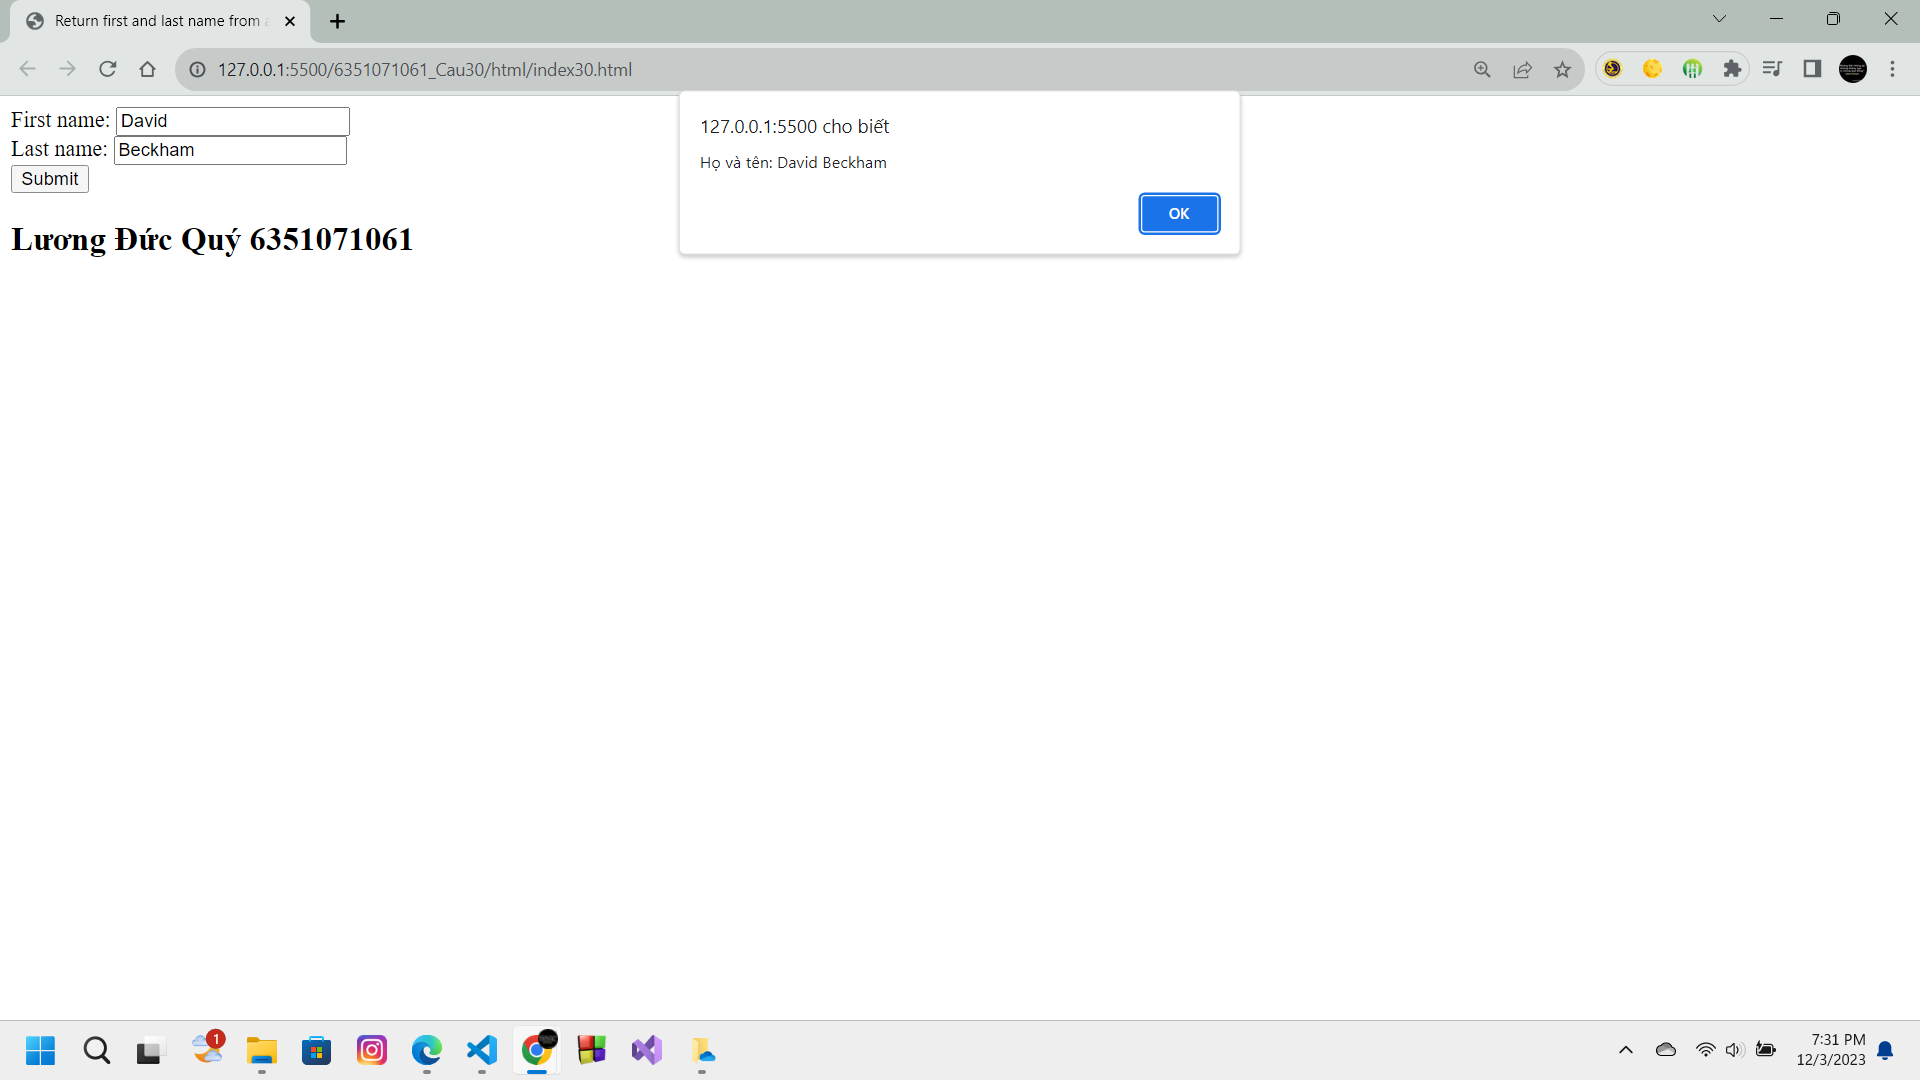 Return first and last name from
127.0.0.1:5500/6351071061_Cau30/html/index30.html
First name: David
Last name: Beckham
Submit
Lương Đức Quý 6351071061
127.0.0.1:5500 cho biết
Họ và tên: David Beckham
OK
1
7:31 PM
12/3/2023